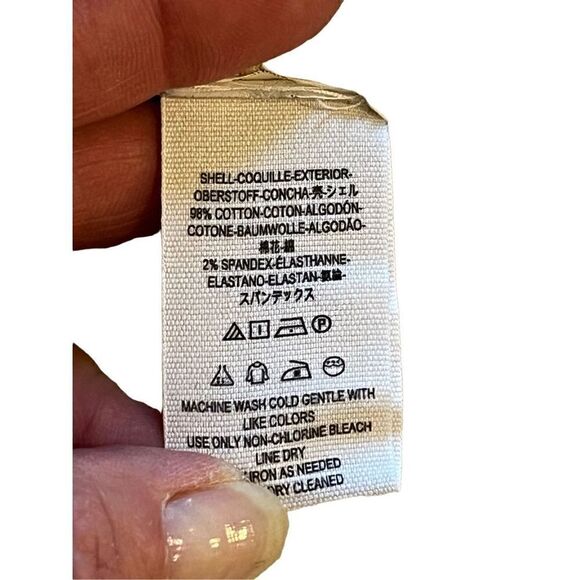 SHELL-COQUILLE-EXTERIOR-
OBERSTOFF-CONCHA-売-シェル
98% COTTON-COTON-ALGODÓN-
COTONE-BAUMWOLLE-ALGODÃO-
棉花-綿
2% SPANDEX-ÉLASTHANNE-
ELASTANO-ELASTAN-氨綸-
スパンデックス
P
MACHINE WASH COLD GENTLE WITH
LIKE COLORS
USE ONLY NON-CHLORINE BLEACH
LINE DRY
IRON AS NEEDED
DRY CLEANED